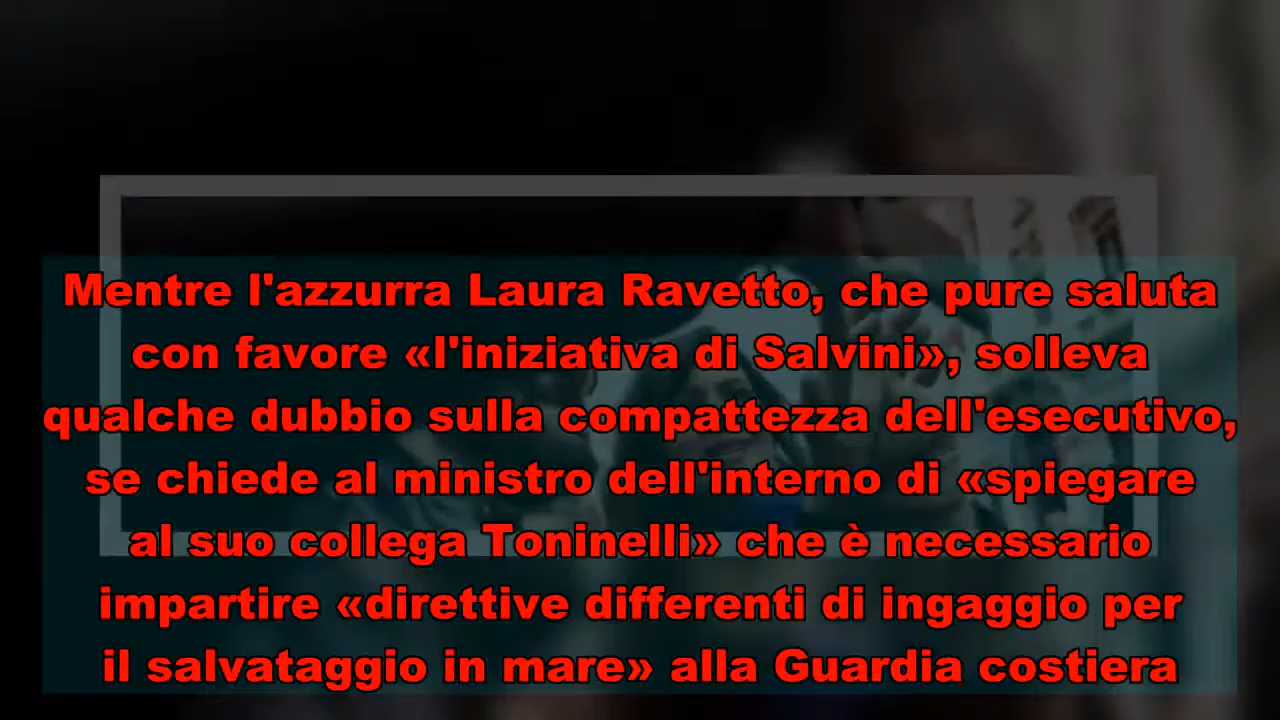 Mentre l'azzurra Laura Ravetto, che pure saluta
con favore «l'iniziativa di Salvini», solleva
qualche dubbio sulla compattezza dell'esecutivo,
se chiede al ministro dell'interno di «spiegare
al suo collega Toninelli» che è necessario
impartire «direttive differenti di ingaggio per
il salvataggio in mare» alla Guardia costiera